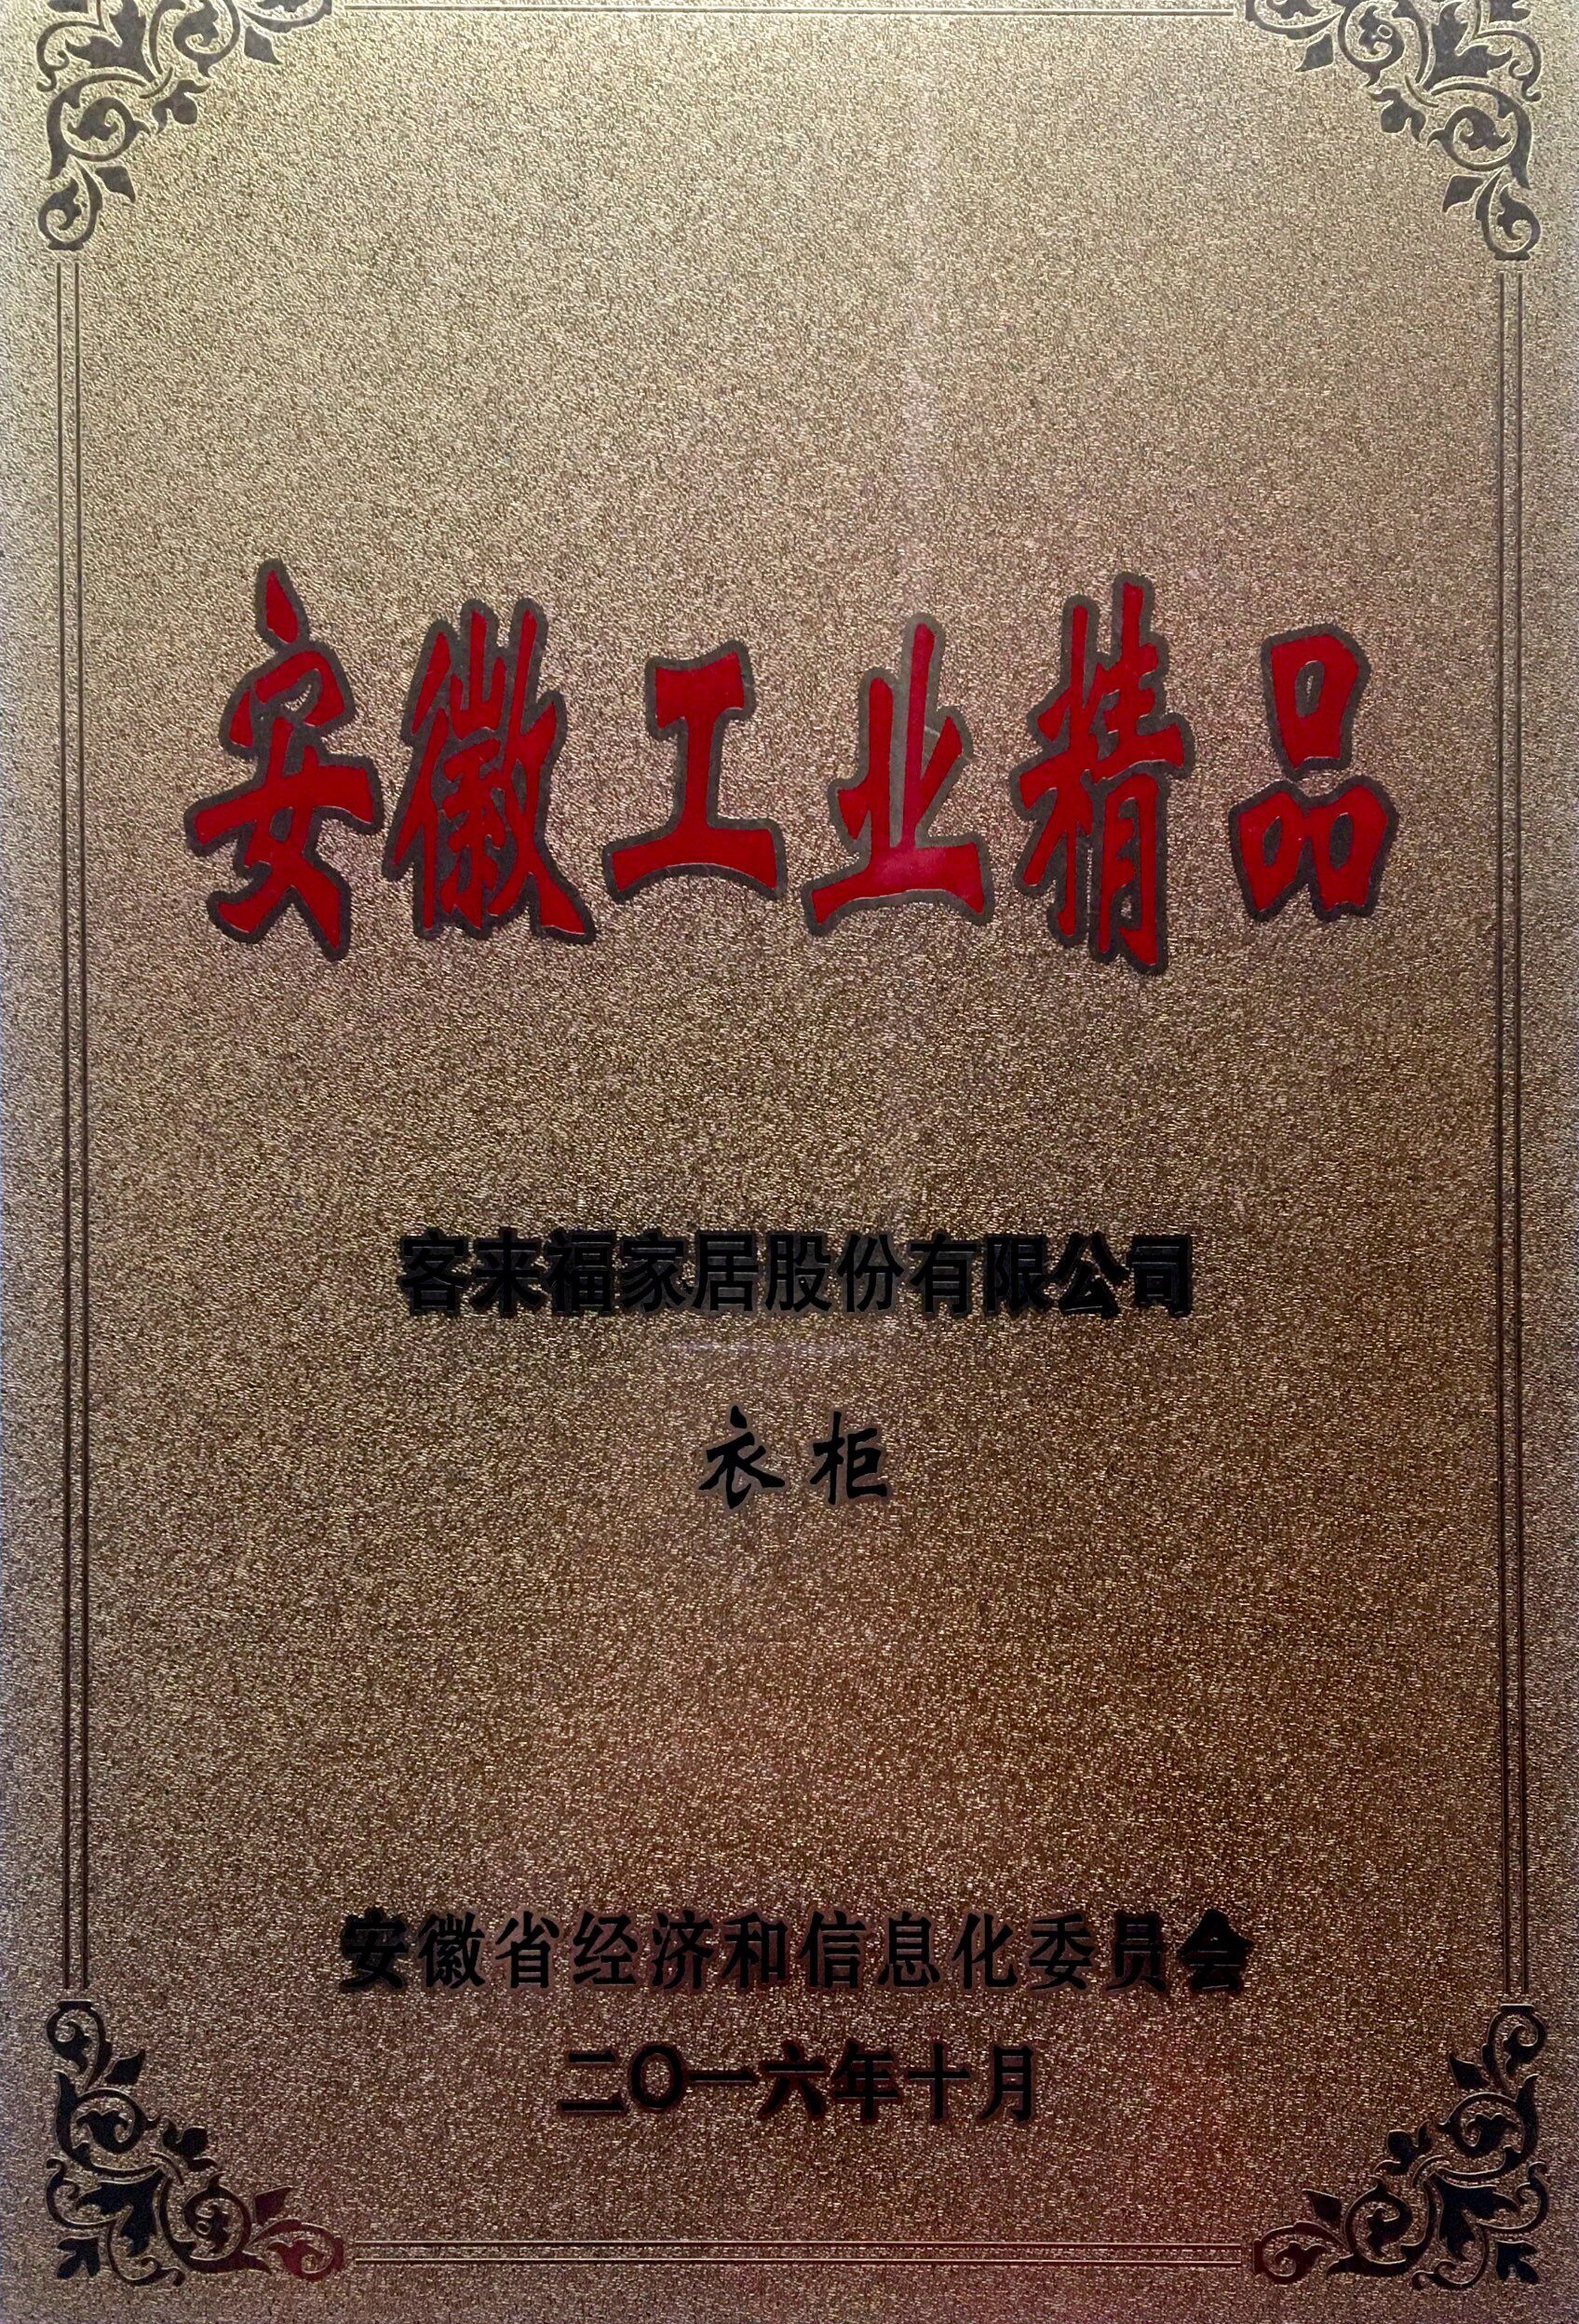 安徽工业精品
客来福家居股份有限公司
衣柜
安徽省经济和信息化委员会
二〇一六年十月